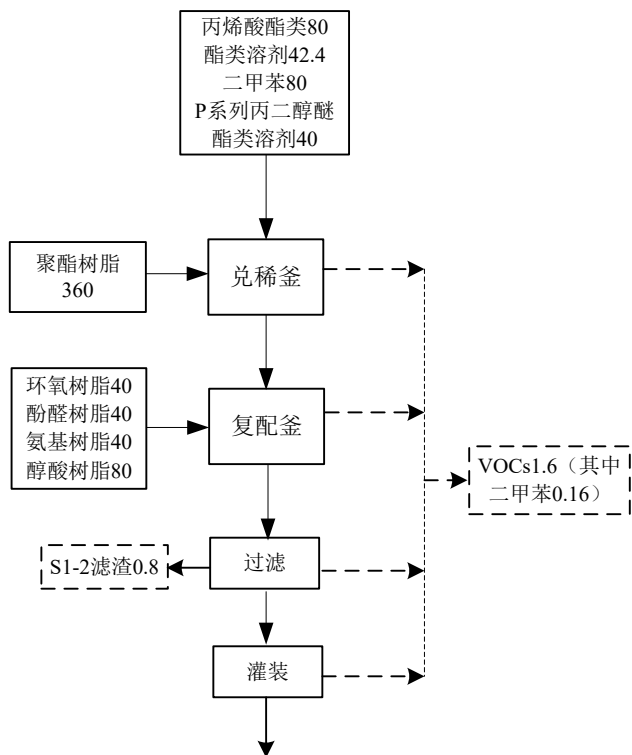 丙烯酸酯类80
酯类溶剂42.4
二甲苯80
P系列丙二醇醚
酯类溶剂40
聚酯树脂
360
兑稀釜
环氧树脂40
酚醛树脂40
氨基树脂40
醇酸树脂80
复配釜
VOCs1.6（其中
二甲苯0.16）
S1-2滤渣0.8
过滤
灌装